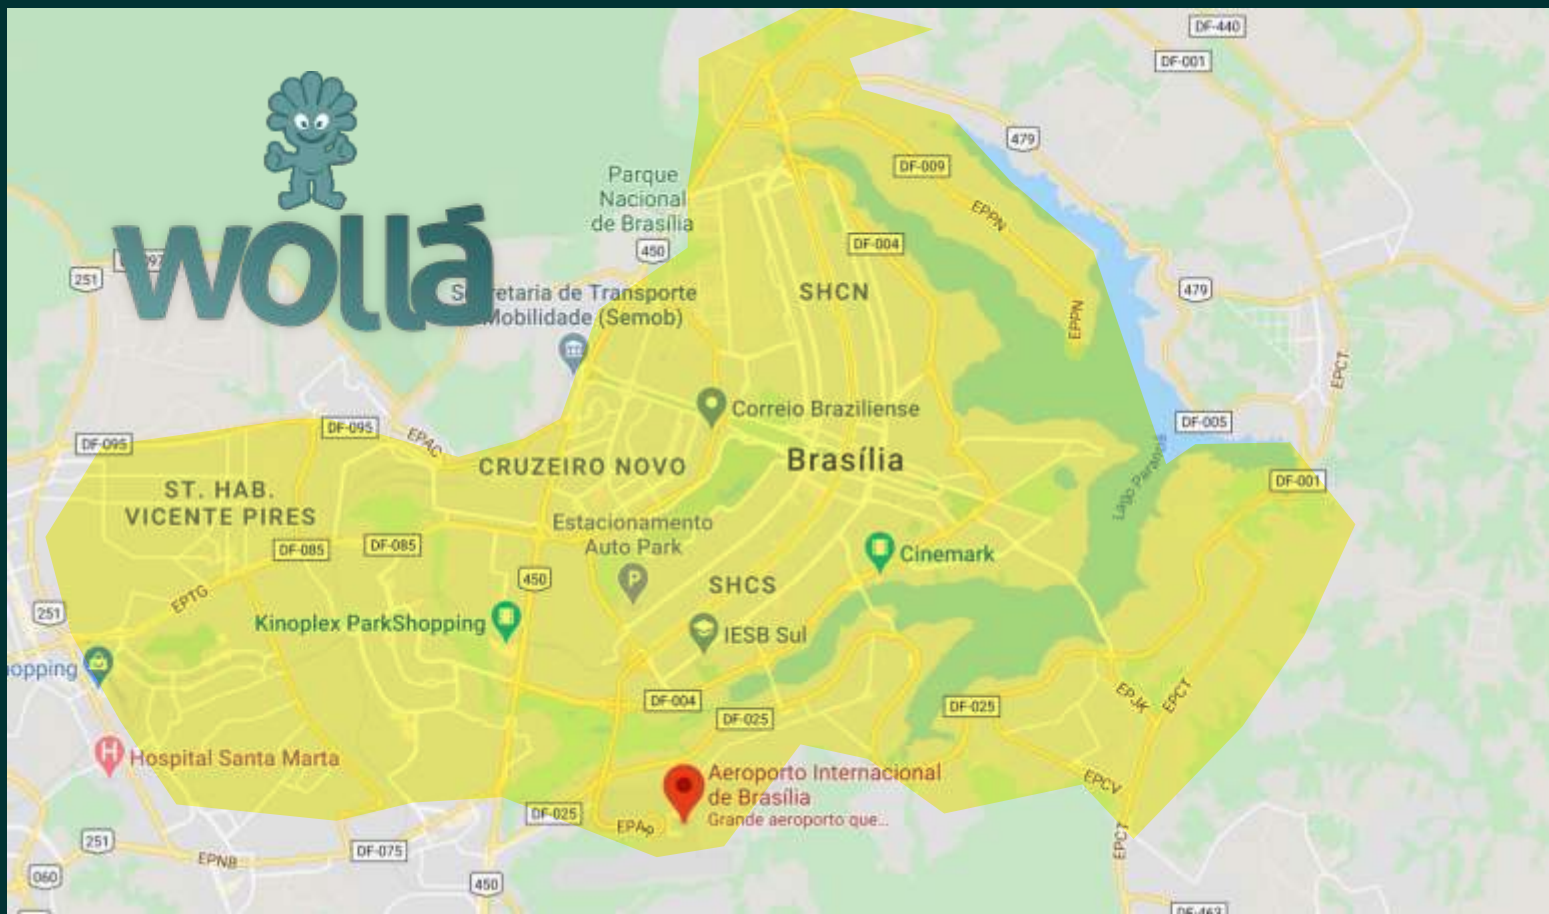 DF-440
DF-001
479
DF-009
Parque
Nacional
de Brasília
EPPN
DF-004
450
wollá
251
479
Secretaria de Transporte
Mobilidade (Semob)
SHCN
EPPN
EPCT
Correio Braziliense
DF-005
DF-095
DF-095
EPAC
CRUZEIRO NOVO
Brasília
Lago Paranoá
DF-001
ST. HAB.
VICENTE PIRES
Estacionamento
Auto Park
DF-085
DF-085
Cinemark
450
SHCS
EPTG
251
Kinoplex ParkShopping
IESB Sul
opping
DF-004
DF-025
DF-025
EPJK
EPCT
Hospital Santa Marta
Aeroporto Internacional
de Brasília
Grande aeroporto que...
EPCV
DF-025
EPAp
251
EPNB
DF-075
EPCT
060
450
DF-463